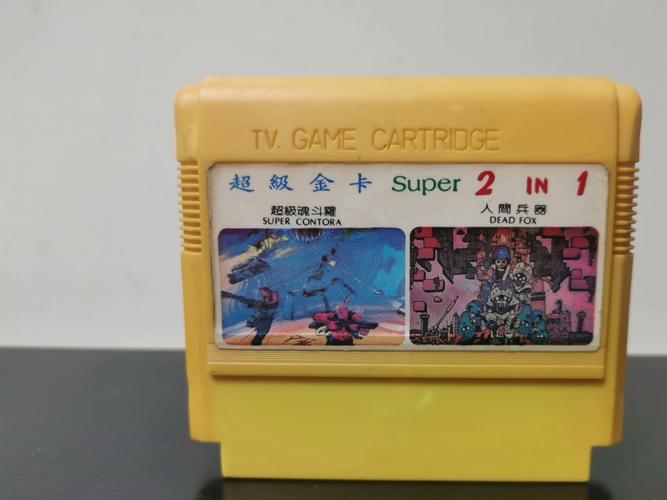 TV. GAME CARTRIDGE
超級金卡 Super 2 IN 1
超級魂斗羅
SUPER CONTORA
人間兵器
DEAD FOX